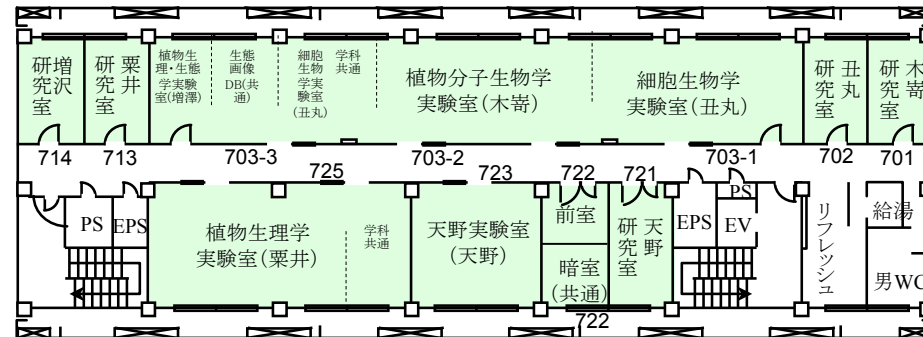 増沢
研究室
粟井
研究室
植物生
理・生態
学実験
室(増澤)
生態
画像
DB(共
通)
細胞
生物
学実
験室
(丑丸)
学科
共通
植物分子生物学
実験室(木嵜)
細胞生物学
実験室(丑丸)
丑丸
研究室
木嵜
研究室
714
713
703-3
725
703-2
723
722
721
703-1
702
701
PS
EPS
植物生理学
実験室(粟井)
学科
共通
天野実験室
(天野)
前室
暗室
(共通)
天野
研究室
EPS
PS
EV
リフレッシュ
給湯
男WC
722